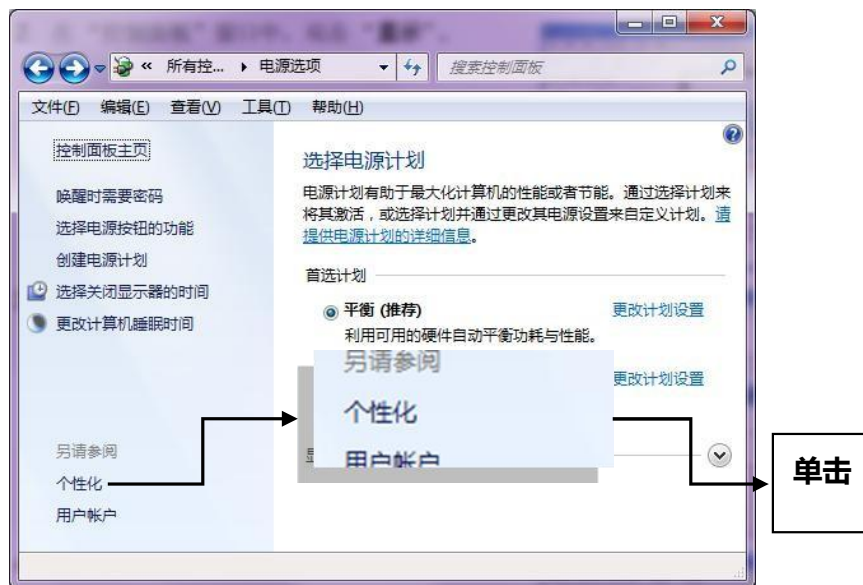 « 所有控... ▸ 电源选项
搜索控制面板
文件(F) 编辑(E) 查看(V) 工具(T) 帮助(H)
控制面板主页
唤醒时需要密码
选择电源按钮的功能
创建电源计划
选择关闭显示器的时间
更改计算机睡眠时间
另请参阅
个性化
用户帐户
选择电源计划
电源计划有助于最大化计算机的性能或者节能。通过选择计划来
将其激活，或选择计划并通过更改其电源设置来自定义计划。请
提供电源计划的详细信息。
首选计划
平衡 (推荐) 更改计划设置
利用可用的硬件自动平衡功耗与性能。
更改计划设置
另请参阅
个性化
用户帐户
单击